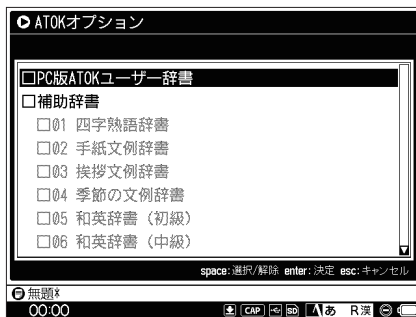 ATOKオプション
□PC版ATOKユーザー辞書
□補助辞書
□01 四字熟語辞書
□02 手紙文例辞書
□03 挨拶文例辞書
□04 季節の文例辞書
□05 和英辞書（初級）
□06 和英辞書（中級）
space:選択/解除 enter:決定 esc:キャンセル
無題※
00:00 CAP SD あ R漢